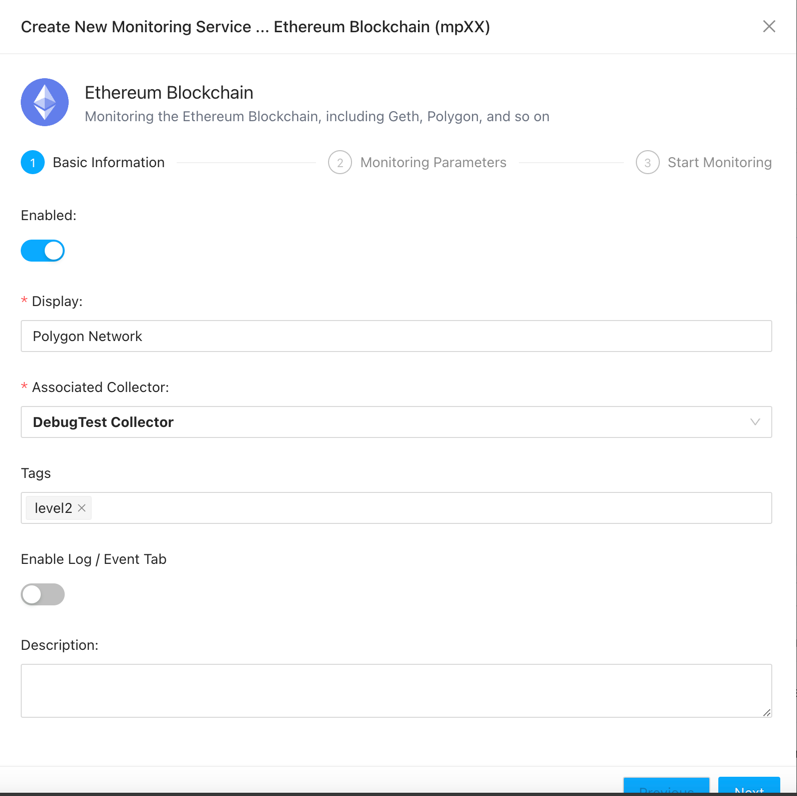 Create New Monitoring Service ... Ethereum Blockchain (mpXX)
Ethereum Blockchain
Monitoring the Ethereum Blockchain, including Geth, Polygon, and so on
1 Basic Information
2 Monitoring Parameters
3 Start Monitoring
Enabled:
* Display:
Polygon Network
* Associated Collector:
DebugTest Collector
Tags
level2
Enable Log / Event Tab
Description:
Previous
Next